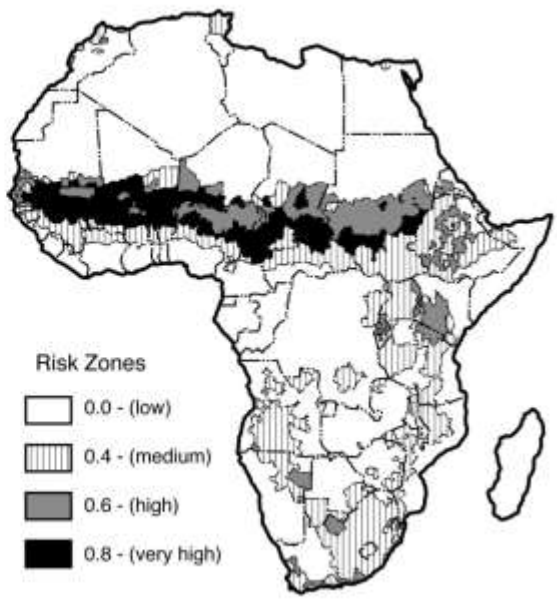 Risk Zones
0.0 - (low)
0.4 - (medium)
0.6 - (high)
0.8 - (very high)